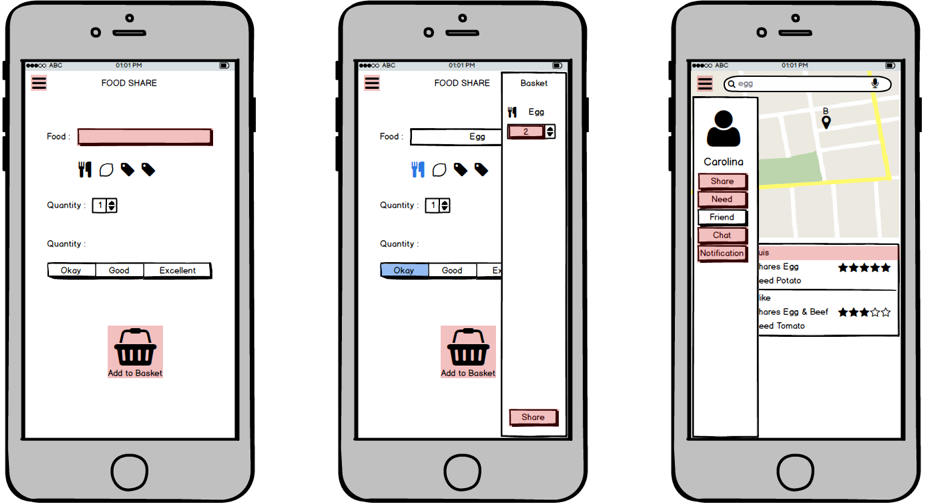 ABC 01:01 PM
FOOD SHARE
Food :
Quantity : 1
Quantity :
Okay Good Excellent
Add to Basket
ABC 01:01 PM
FOOD SHARE
Food : Egg
Quantity : 1
Quantity :
Okay Good Ex
Add to Basket
Basket
Egg
2
Share
ABC 01:01 PM
egg
B
Carolina
Share
Need
Friend
Chat
Notification
uis
hares Egg
eed Potato
ike
hares Egg & Beef
eed Tomato